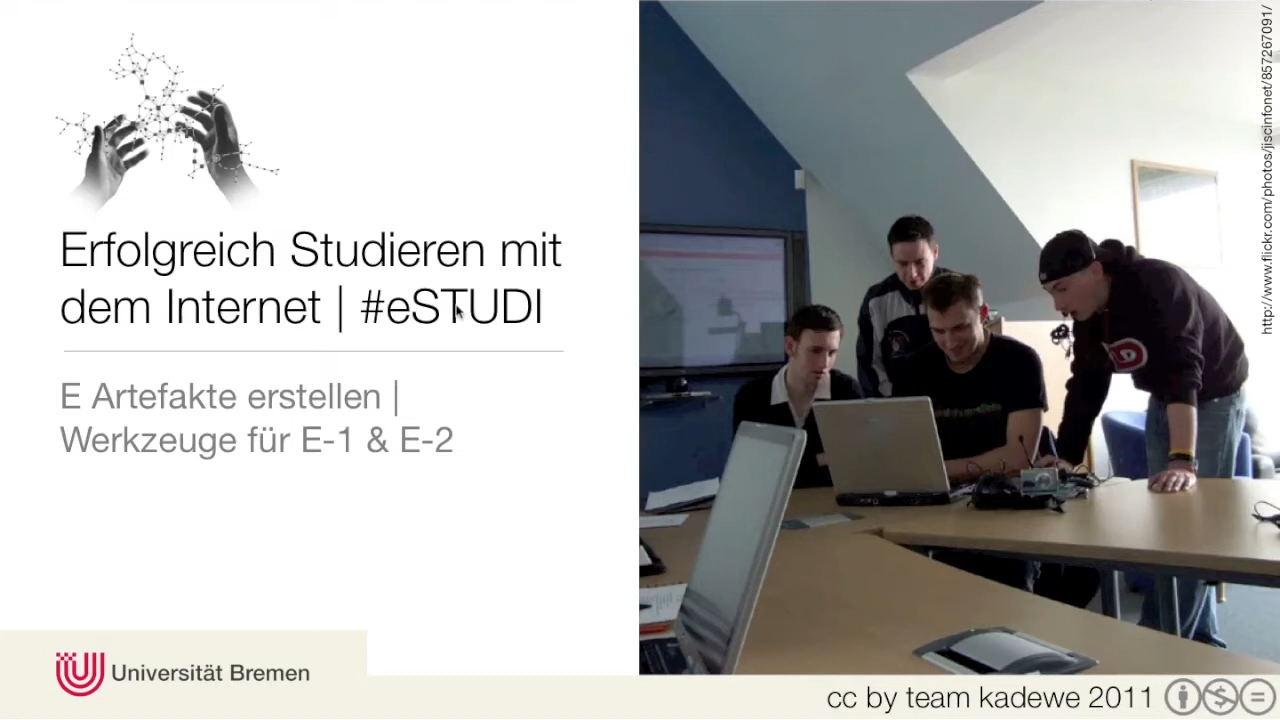 Erfolgreich Studieren mit
dem Internet | #eSTUDI
E Artefakte erstellen |
Werkzeuge für E-1 & E-2
Universität Bremen
http://www.flickr.com/photos/jiscinfonet/857267091/
cc by team kadewe 2011